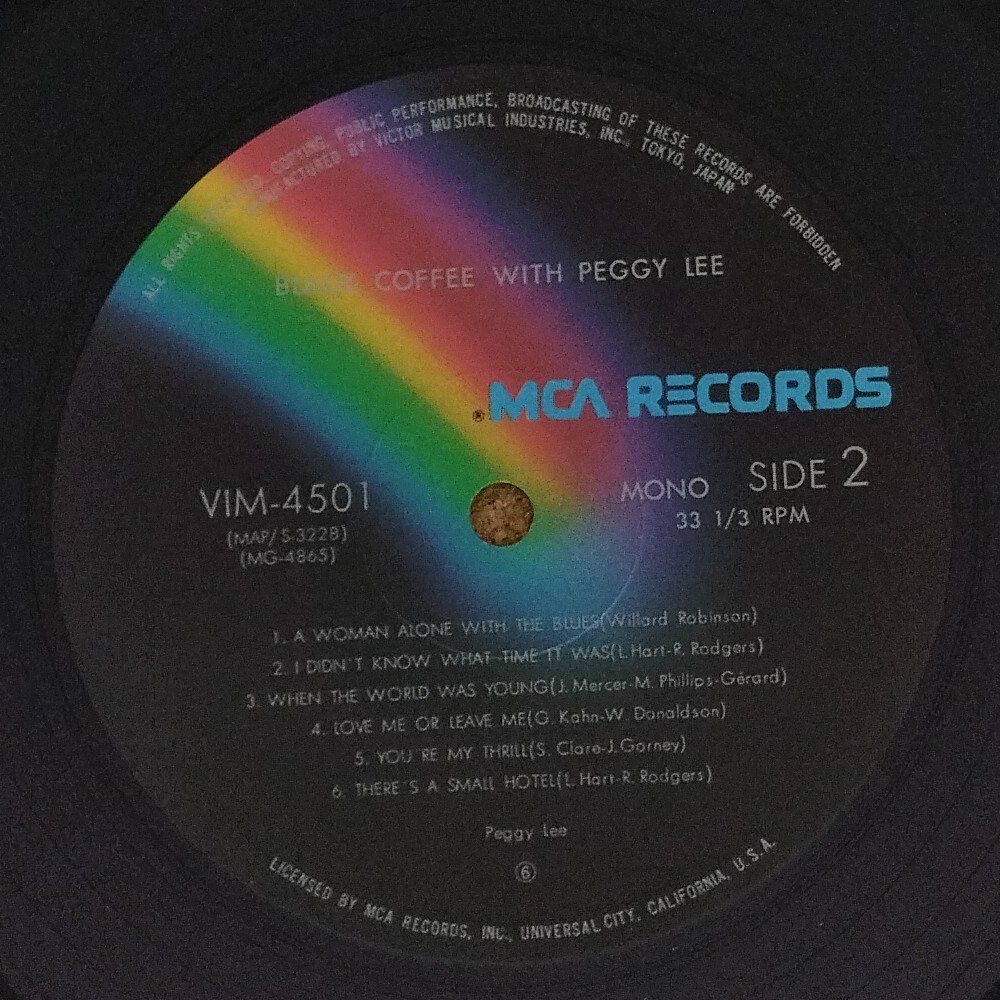 ALL RIGHTS RESERVED. COPYING, PUBLIC PERFORMANCE, BROADCASTING OF THESE RECORDS ARE FORBIDDEN
MANUFACTURED BY VICTOR MUSICAL INDUSTRIES, INC., TOKYO, JAPAN
BLACK COFFEE WITH PEGGY LEE
® MCA RECORDS
VIM-4501
(MAP/S-3228)
(MG-4865)
MONO SIDE 2
33 1/3 RPM
1. A WOMAN ALONE WITH THE BLUES(Willard Robinson)
2. I DIDN'T KNOW WHAT TIME IT WAS(L.Hart-R. Rodgers)
3. WHEN THE WORLD WAS YOUNG(J. Mercer-M. Phillips-Gérard)
4. LOVE ME OR LEAVE ME(G. Kahn-W. Donaldson)
5. YOU'RE MY THRILL(S. Clare-J.Gorney)
6. THERE'S A SMALL HOTEL(L.Hart-R. Rodgers)
Peggy Lee
⑥
LICENSED BY MCA RECORDS, INC., UNIVERSAL CITY, CALIFORNIA, U.S.A.